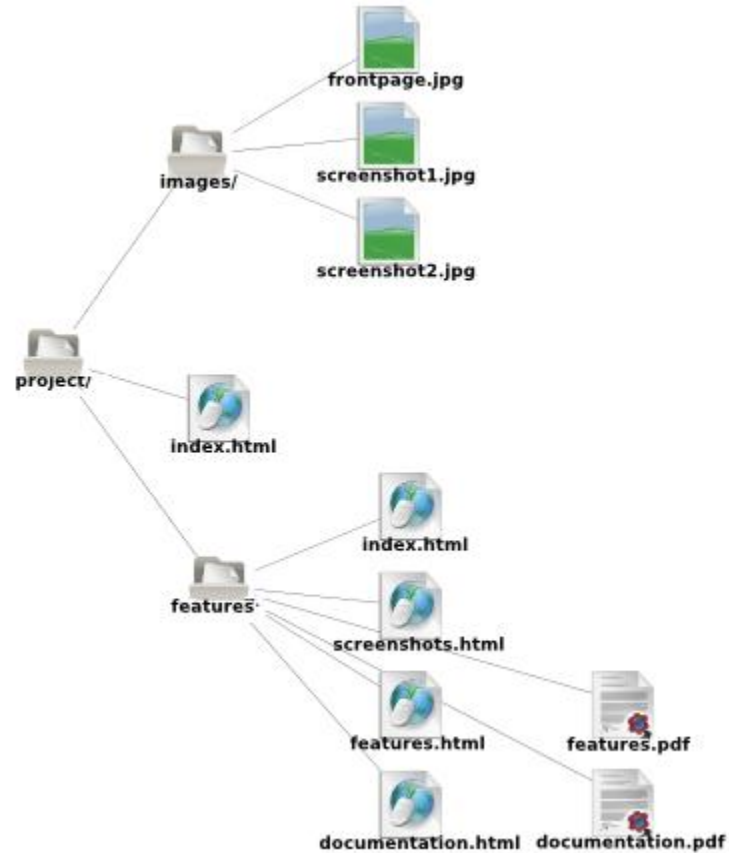 frontpage.jpg
images/
screenshot1.jpg
screenshot2.jpg
project/
index.html
index.html
features
screenshots.html
features.html
features.pdf
documentation.html
documentation.pdf